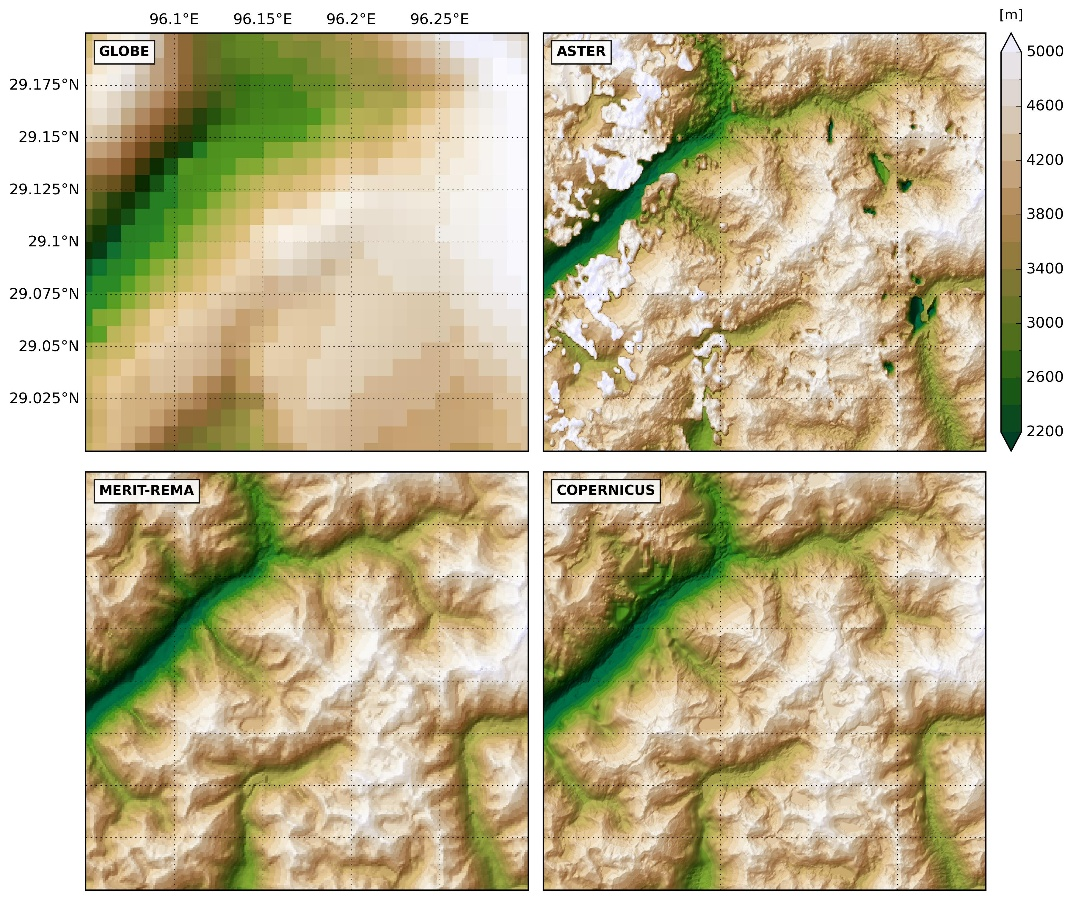 [m]
96.1°E 96.15°E 96.2°E 96.25°E
GLOBE
ASTER
29.175°N
29.15°N
29.125°N
29.1°N
29.075°N
29.05°N
29.025°N
5000
4600
4200
3800
3400
3000
2600
2200
MERIT-REMA
COPERNICUS